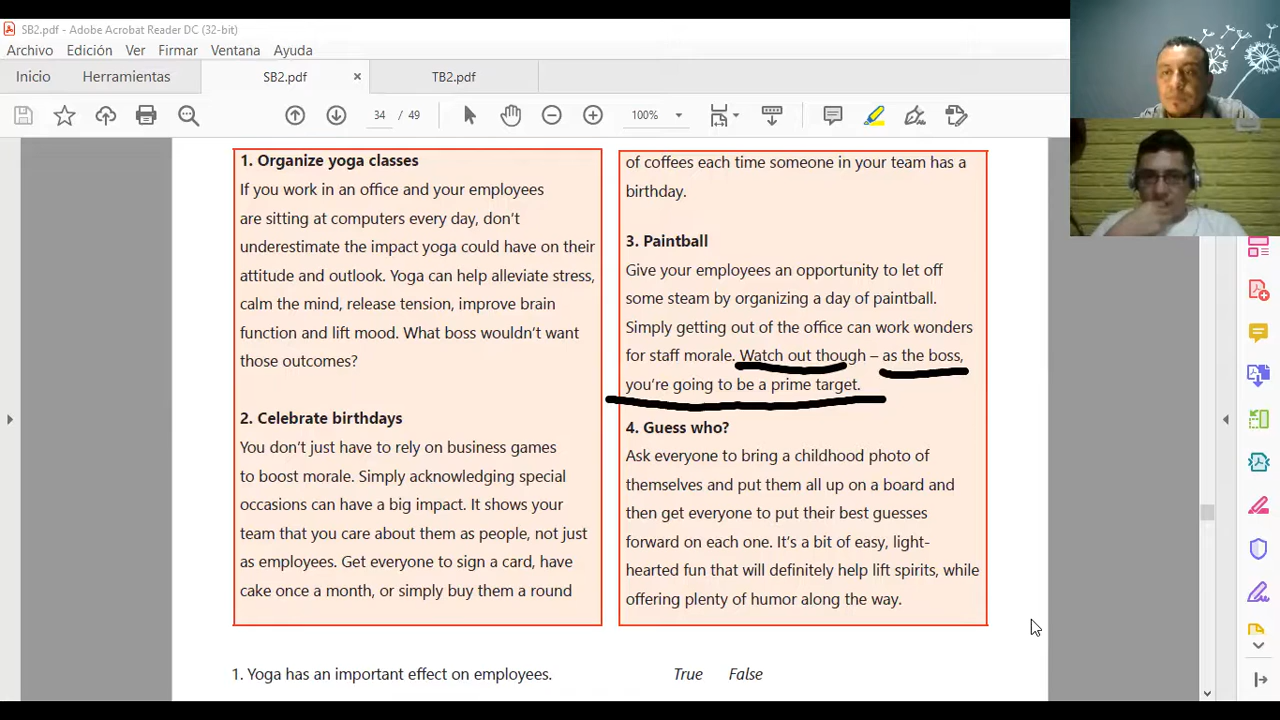 SB2.pdf - Adobe Acrobat Reader DC (32-bit)
Archivo Edición Ver Firmar Ventana Ayuda
Inicio Herramientas SB2.pdf × TB2.pdf
34 / 49 100%
1. Organize yoga classes
If you work in an office and your employees
are sitting at computers every day, don't
underestimate the impact yoga could have on their
attitude and outlook. Yoga can help alleviate stress,
calm the mind, release tension, improve brain
function and lift mood. What boss wouldn't want
those outcomes?
2. Celebrate birthdays
You don't just have to rely on business games
to boost morale. Simply acknowledging special
occasions can have a big impact. It shows your
team that you care about them as people, not just
as employees. Get everyone to sign a card, have
cake once a month, or simply buy them a round
of coffees each time someone in your team has a
birthday.
3. Paintball
Give your employees an opportunity to let off
some steam by organizing a day of paintball.
Simply getting out of the office can work wonders
for staff morale. Watch out though – as the boss,
you're going to be a prime target.
4. Guess who?
Ask everyone to bring a childhood photo of
themselves and put them all up on a board and
then get everyone to put their best guesses
forward on each one. It's a bit of easy, light-
hearted fun that will definitely help lift spirits, while
offering plenty of humor along the way.
1. Yoga has an important effect on employees. True False